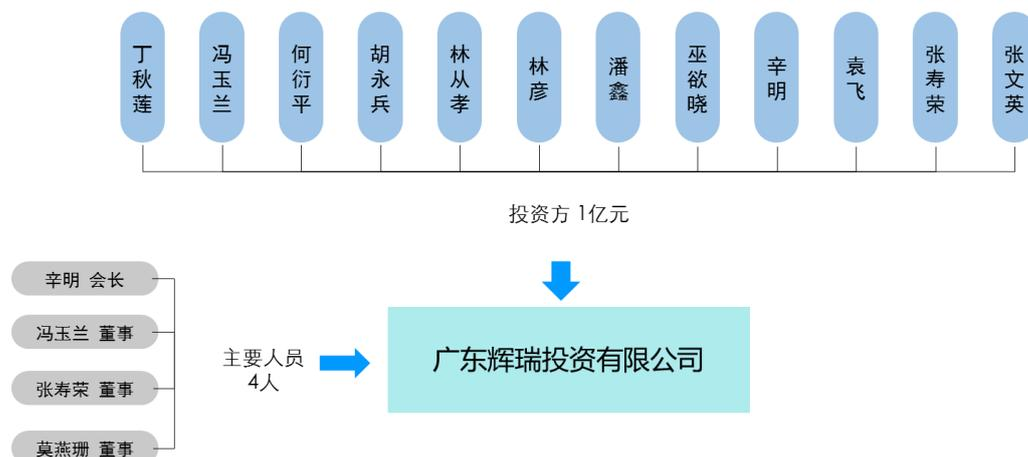 丁秋莲
冯玉兰
何衍平
胡永兵
林从孝
林彦
潘鑫
巫欲晓
辛明
袁飞
张寿荣
张文英
投资方 1亿元
辛明 会长
冯玉兰 董事
张寿荣 董事
莫燕珊 董事
主要人员
4人
广东辉瑞投资有限公司